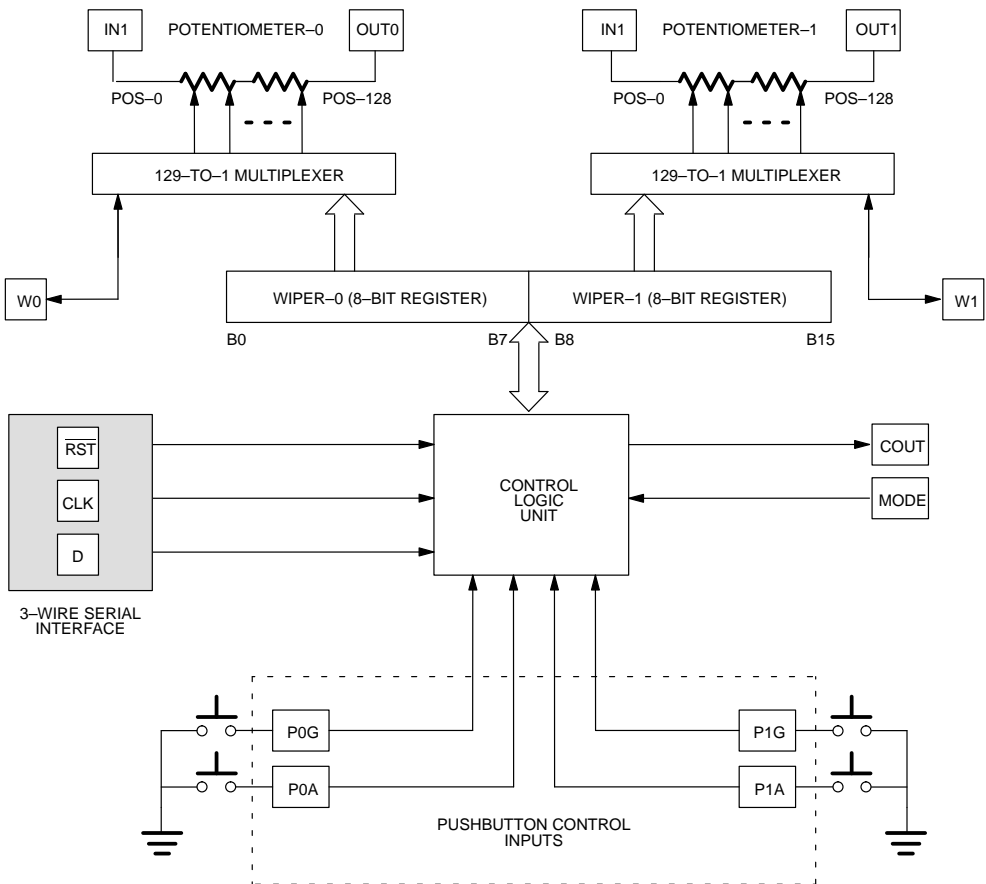 IN1 POTENTIOMETER–0 OUT0 IN1 POTENTIOMETER–1 OUT1
POS–0 POS–128 POS–0 POS–128
129–TO–1 MULTIPLEXER 129–TO–1 MULTIPLEXER
W0 WIPER–0 (8–BIT REGISTER) WIPER–1 (8–BIT REGISTER) W1
B0 B7 B8 B15
RST
CLK
D
3–WIRE SERIAL
INTERFACE
CONTROL
LOGIC
UNIT
COUT
MODE
P0G P1G
P0A P1A
PUSHBUTTON CONTROL
INPUTS